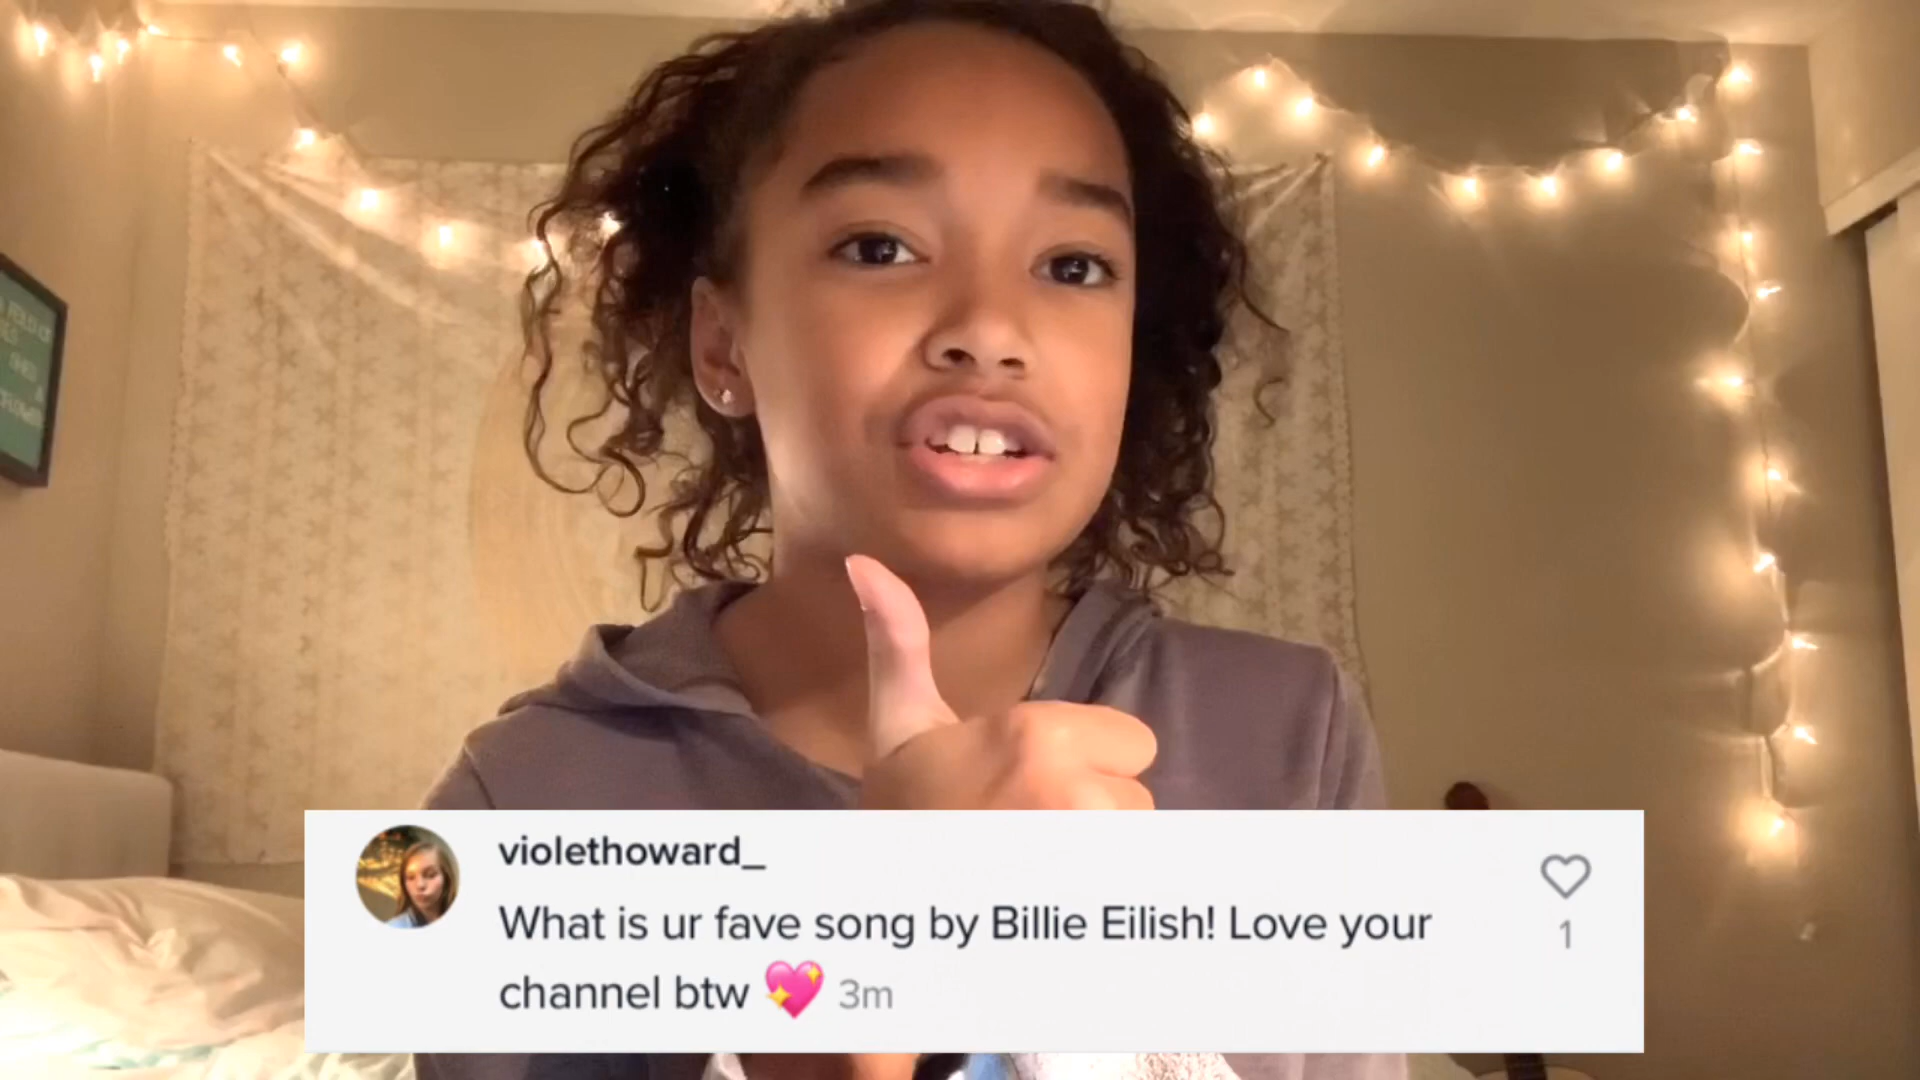 violethoward_
What is ur fave song by Billie Eilish! Love your
channel btw 💖 3m
1